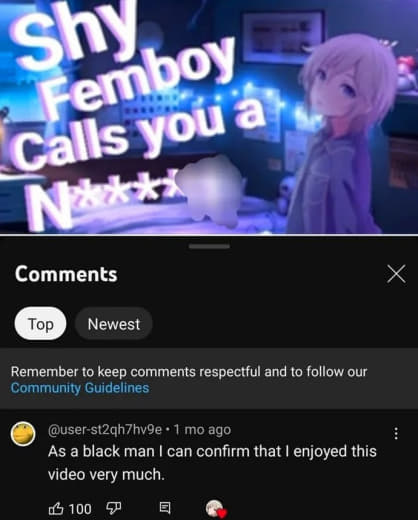 Shy
Femboy
Calls you a
N****
Comments
Top
Newest
Remember to keep comments respectful and to follow our
Community Guidelines
@user-st2qh7hv9e • 1 mo ago
As a black man I can confirm that I enjoyed this
video very much.
100